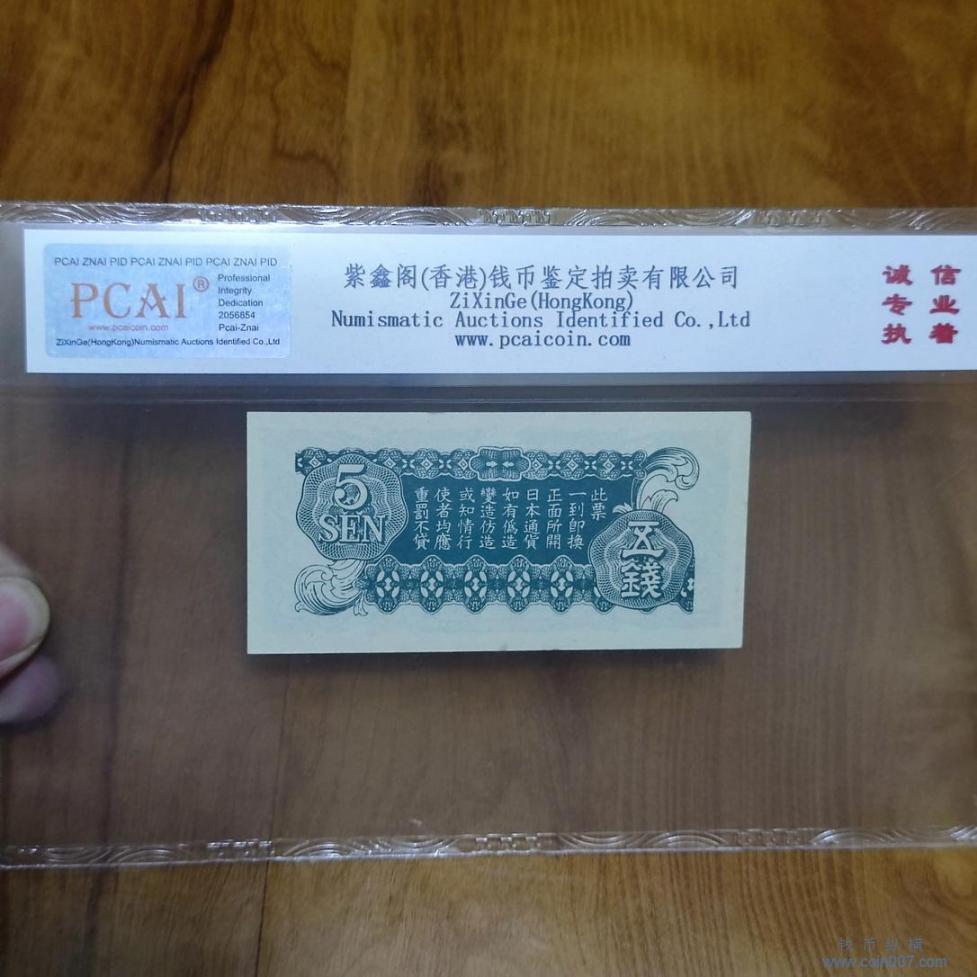 PCAI ZNAI PID PCAI ZNAI PID PCAI ZNAI PID
PCAI®
www.pcaicoin.com
Professional
Integrity
Dedication
2056854
Pcai-Znai
ZiXinGe(HongKong)Numismatic Auctions Identified Co.,Ltd
紫鑫阁(香港)钱币鉴定拍卖有限公司
ZiXinGe(HongKong)
Numismatic Auctions Identified Co.,Ltd
www.pcaicoin.com
诚信
专业
执着
5
SEN
此票
一到即換
正面所開
日本通貨
如有僞造
變造仿造
或知情行
使者均應
重罰不貸
五
錢
钱币纵横
www.coin007.com